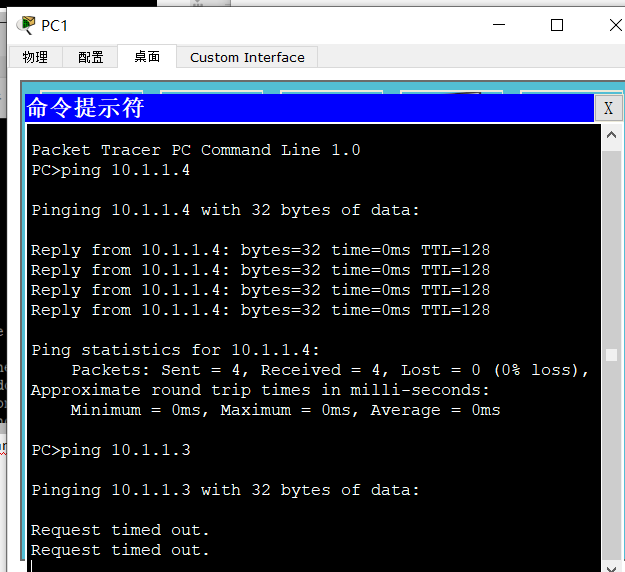 PC1
物理 配置 桌面 Custom Interface
命令提示符 X
Packet Tracer PC Command Line 1.0
PC>ping 10.1.1.4
Pinging 10.1.1.4 with 32 bytes of data:
Reply from 10.1.1.4: bytes=32 time=0ms TTL=128
Reply from 10.1.1.4: bytes=32 time=0ms TTL=128
Reply from 10.1.1.4: bytes=32 time=0ms TTL=128
Reply from 10.1.1.4: bytes=32 time=0ms TTL=128
Ping statistics for 10.1.1.4:
Packets: Sent = 4, Received = 4, Lost = 0 (0% loss),
Approximate round trip times in milli-seconds:
Minimum = 0ms, Maximum = 0ms, Average = 0ms
PC>ping 10.1.1.3
Pinging 10.1.1.3 with 32 bytes of data:
Request timed out.
Request timed out.